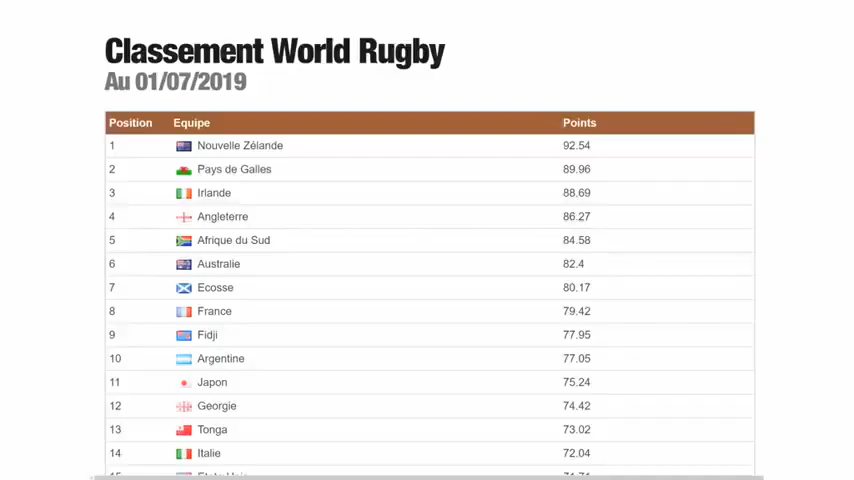 Classement World Rugby
Au 01/07/2019
Position Equipe Points
1 Nouvelle Zélande 92.54
2 Pays de Galles 89.96
3 Irlande 88.69
4 Angleterre 86.27
5 Afrique du Sud 84.58
6 Australie 82.4
7 Ecosse 80.17
8 France 79.42
9 Fidji 77.95
10 Argentine 77.05
11 Japon 75.24
12 Georgie 74.42
13 Tonga 73.02
14 Italie 72.04